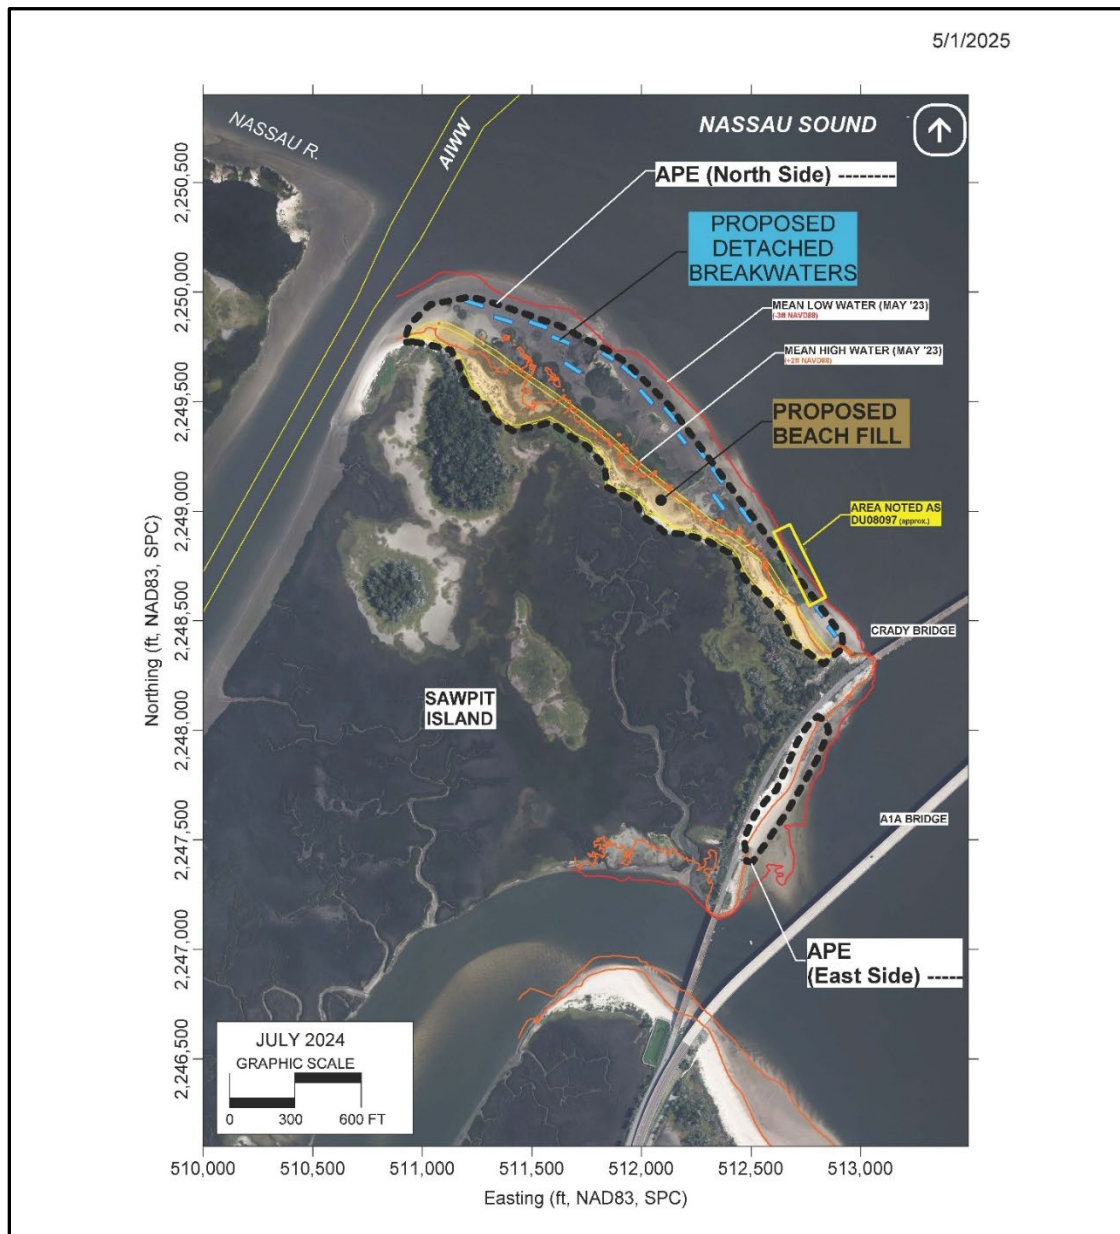 5/1/2025
NASSAU SOUND
NASSAU R.
AIWW
APE (North Side) --------
PROPOSED
DETACHED
BREAKWATERS
MEAN LOW WATER (MAY '23)
(-3ft NAVD88)
MEAN HIGH WATER (MAY '23)
(+2ft NAVD88)
PROPOSED
BEACH FILL
AREA NOTED AS
DU08097 (approx.)
CRADY BRIDGE
SAWPIT
ISLAND
A1A BRIDGE
APE
(East Side) -----
JULY 2024
GRAPHIC SCALE
0 300 600 FT
2,250,500
2,250,000
2,249,500
2,249,000
2,248,500
2,248,000
2,247,500
2,247,000
2,246,500
Northing (ft, NAD83, SPC)
510,000 510,500 511,000 511,500 512,000 512,500 513,000
Easting (ft, NAD83, SPC)